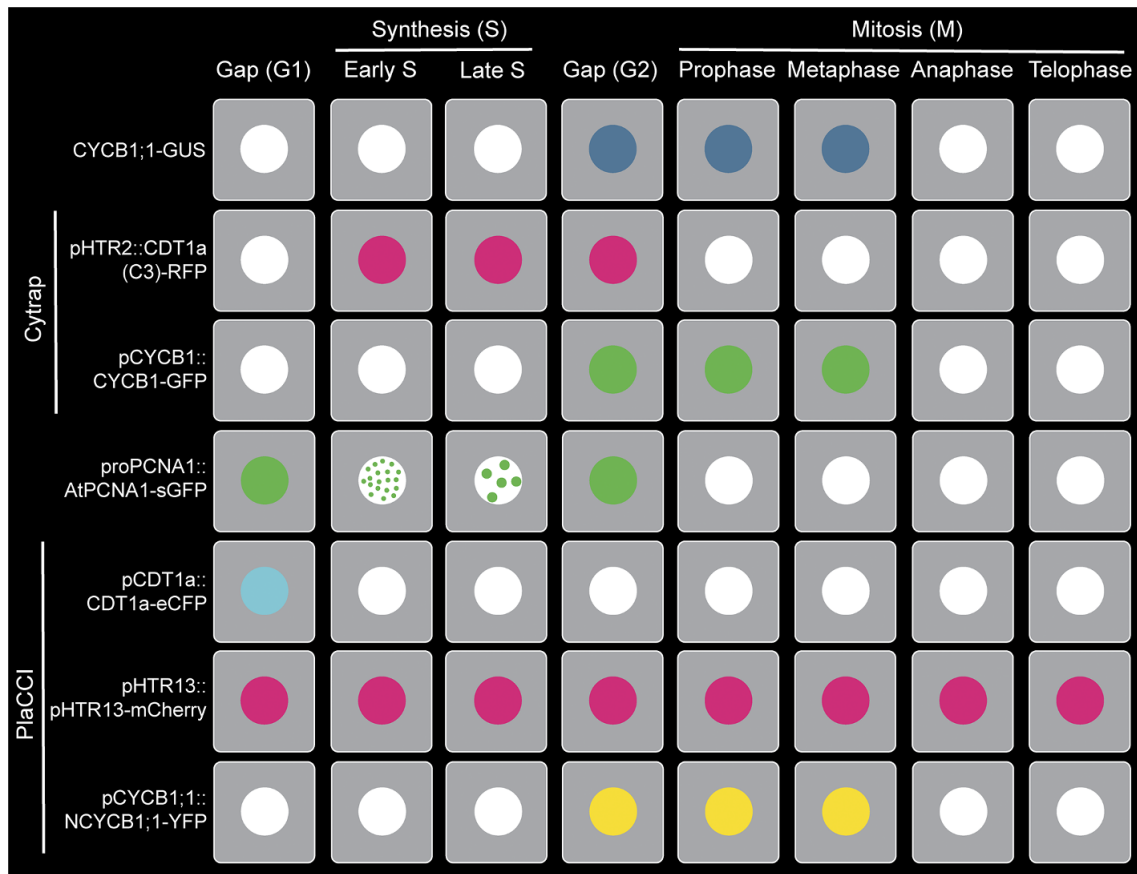 Synthesis (S)
Mitosis (M)
Gap (G1)
Early S
Late S
Gap (G2)
Prophase
Metaphase
Anaphase
Telophase
CYCB1;1-GUS
Cytrap
pHTR2::CDT1a
(C3)-RFP
pCYCB1::
CYCB1-GFP
proPCNA1::
AtPCNA1-sGFP
PlaCCI
pCDT1a::
CDT1a-eCFP
pHTR13::
pHTR13-mCherry
pCYCB1;1::
NCYCB1;1-YFP